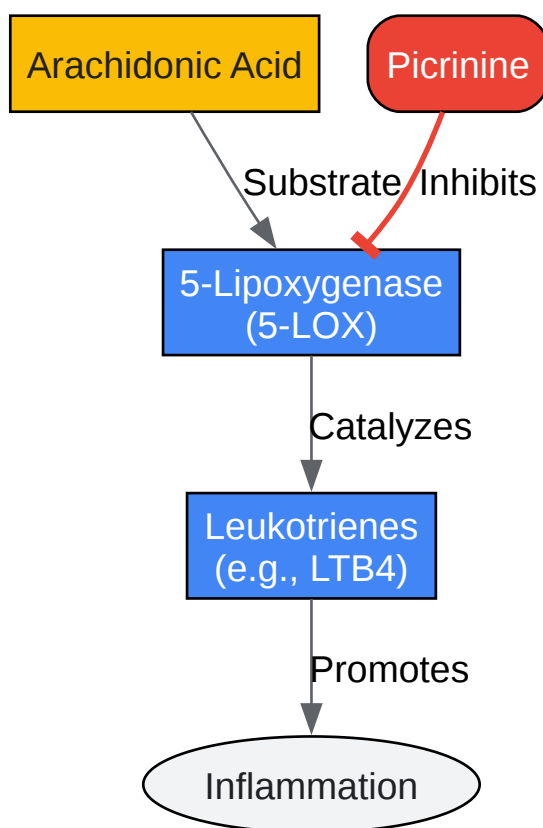 Arachidonic Acid
Picrinine
Substrate
Inhibits
5-Lipoxygenase
(5-LOX)
Catalyzes
Leukotrienes
(e.g., LTB4)
Promotes
Inflammation